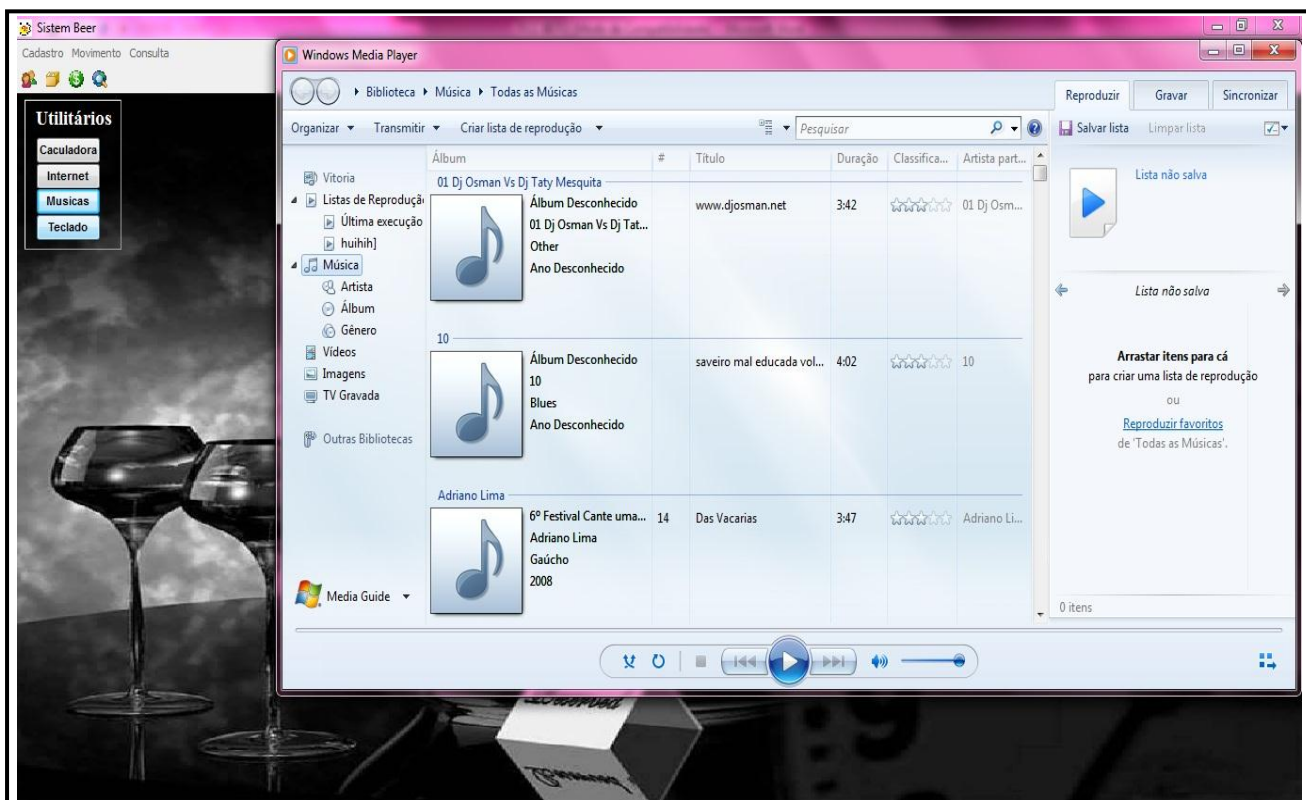 Sistem Beer
Cadastro Movimento Consulta
Utilitários
Caculadora
Internet
Musicas
Teclado
Windows Media Player
Biblioteca Música Todas as Músicas
Organizar Transmitir Criar lista de reprodução Pesquisar
Vitoria
Listas de Reproduçã
Última execução
huihih]
Música
Artista
Álbum
Gênero
Vídeos
Imagens
TV Gravada
Outras Bibliotecas
Media Guide
Álbum # Título Duração Classifica... Artista part...
01 Dj Osman Vs Dj Taty Mesquita
Álbum Desconhecido www.djosman.net 3:42 01 Dj Osm...
01 Dj Osman Vs Dj Tat...
Other
Ano Desconhecido
10
Álbum Desconhecido saveiro mal educada vol... 4:02 10
10
Blues
Ano Desconhecido
Adriano Lima
6º Festival Cante uma... 14 Das Vacarias 3:47 Adriano Li...
Adriano Lima
Gaúcho
2008
Reproduzir Gravar Sincronizar
Salvar lista Limpar lista
Lista não salva
Lista não salva
Arrastar itens para cá
para criar uma lista de reprodução
ou
Reproduzir favoritos
de 'Todas as Músicas'.
0 itens